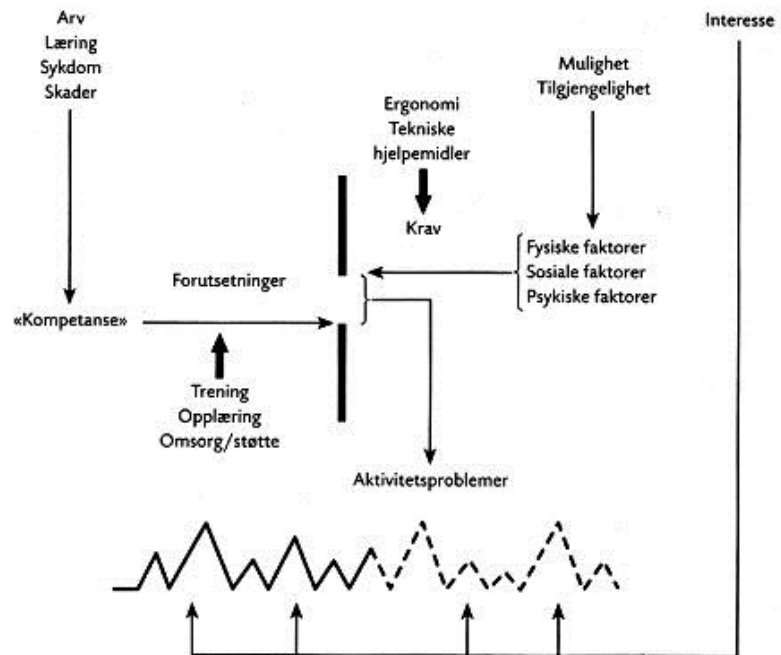 Arv
Læring
Sykdom
Skader
Interesse
Mulighet
Tilgjengelighet
Ergonomi
Tekniske
hjelpemidler
Krav
Fysiske faktorer
Sosiale faktorer
Psykiske faktorer
Forutsetninger
«Kompetanse»
Trening
Opplæring
Omsorg/støtte
Aktivitetsproblemer